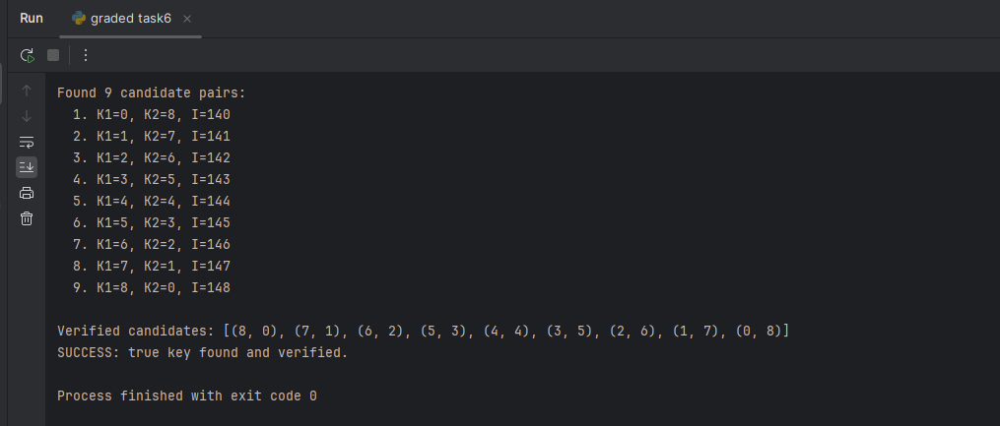 Run graded task6
Found 9 candidate pairs:
1. K1=0, K2=8, I=140
2. K1=1, K2=7, I=141
3. K1=2, K2=6, I=142
4. K1=3, K2=5, I=143
5. K1=4, K2=4, I=144
6. K1=5, K2=3, I=145
7. K1=6, K2=2, I=146
8. K1=7, K2=1, I=147
9. K1=8, K2=0, I=148
Verified candidates: [(8, 0), (7, 1), (6, 2), (5, 3), (4, 4), (3, 5), (2, 6), (1, 7), (0, 8)]
SUCCESS: true key found and verified.
Process finished with exit code 0